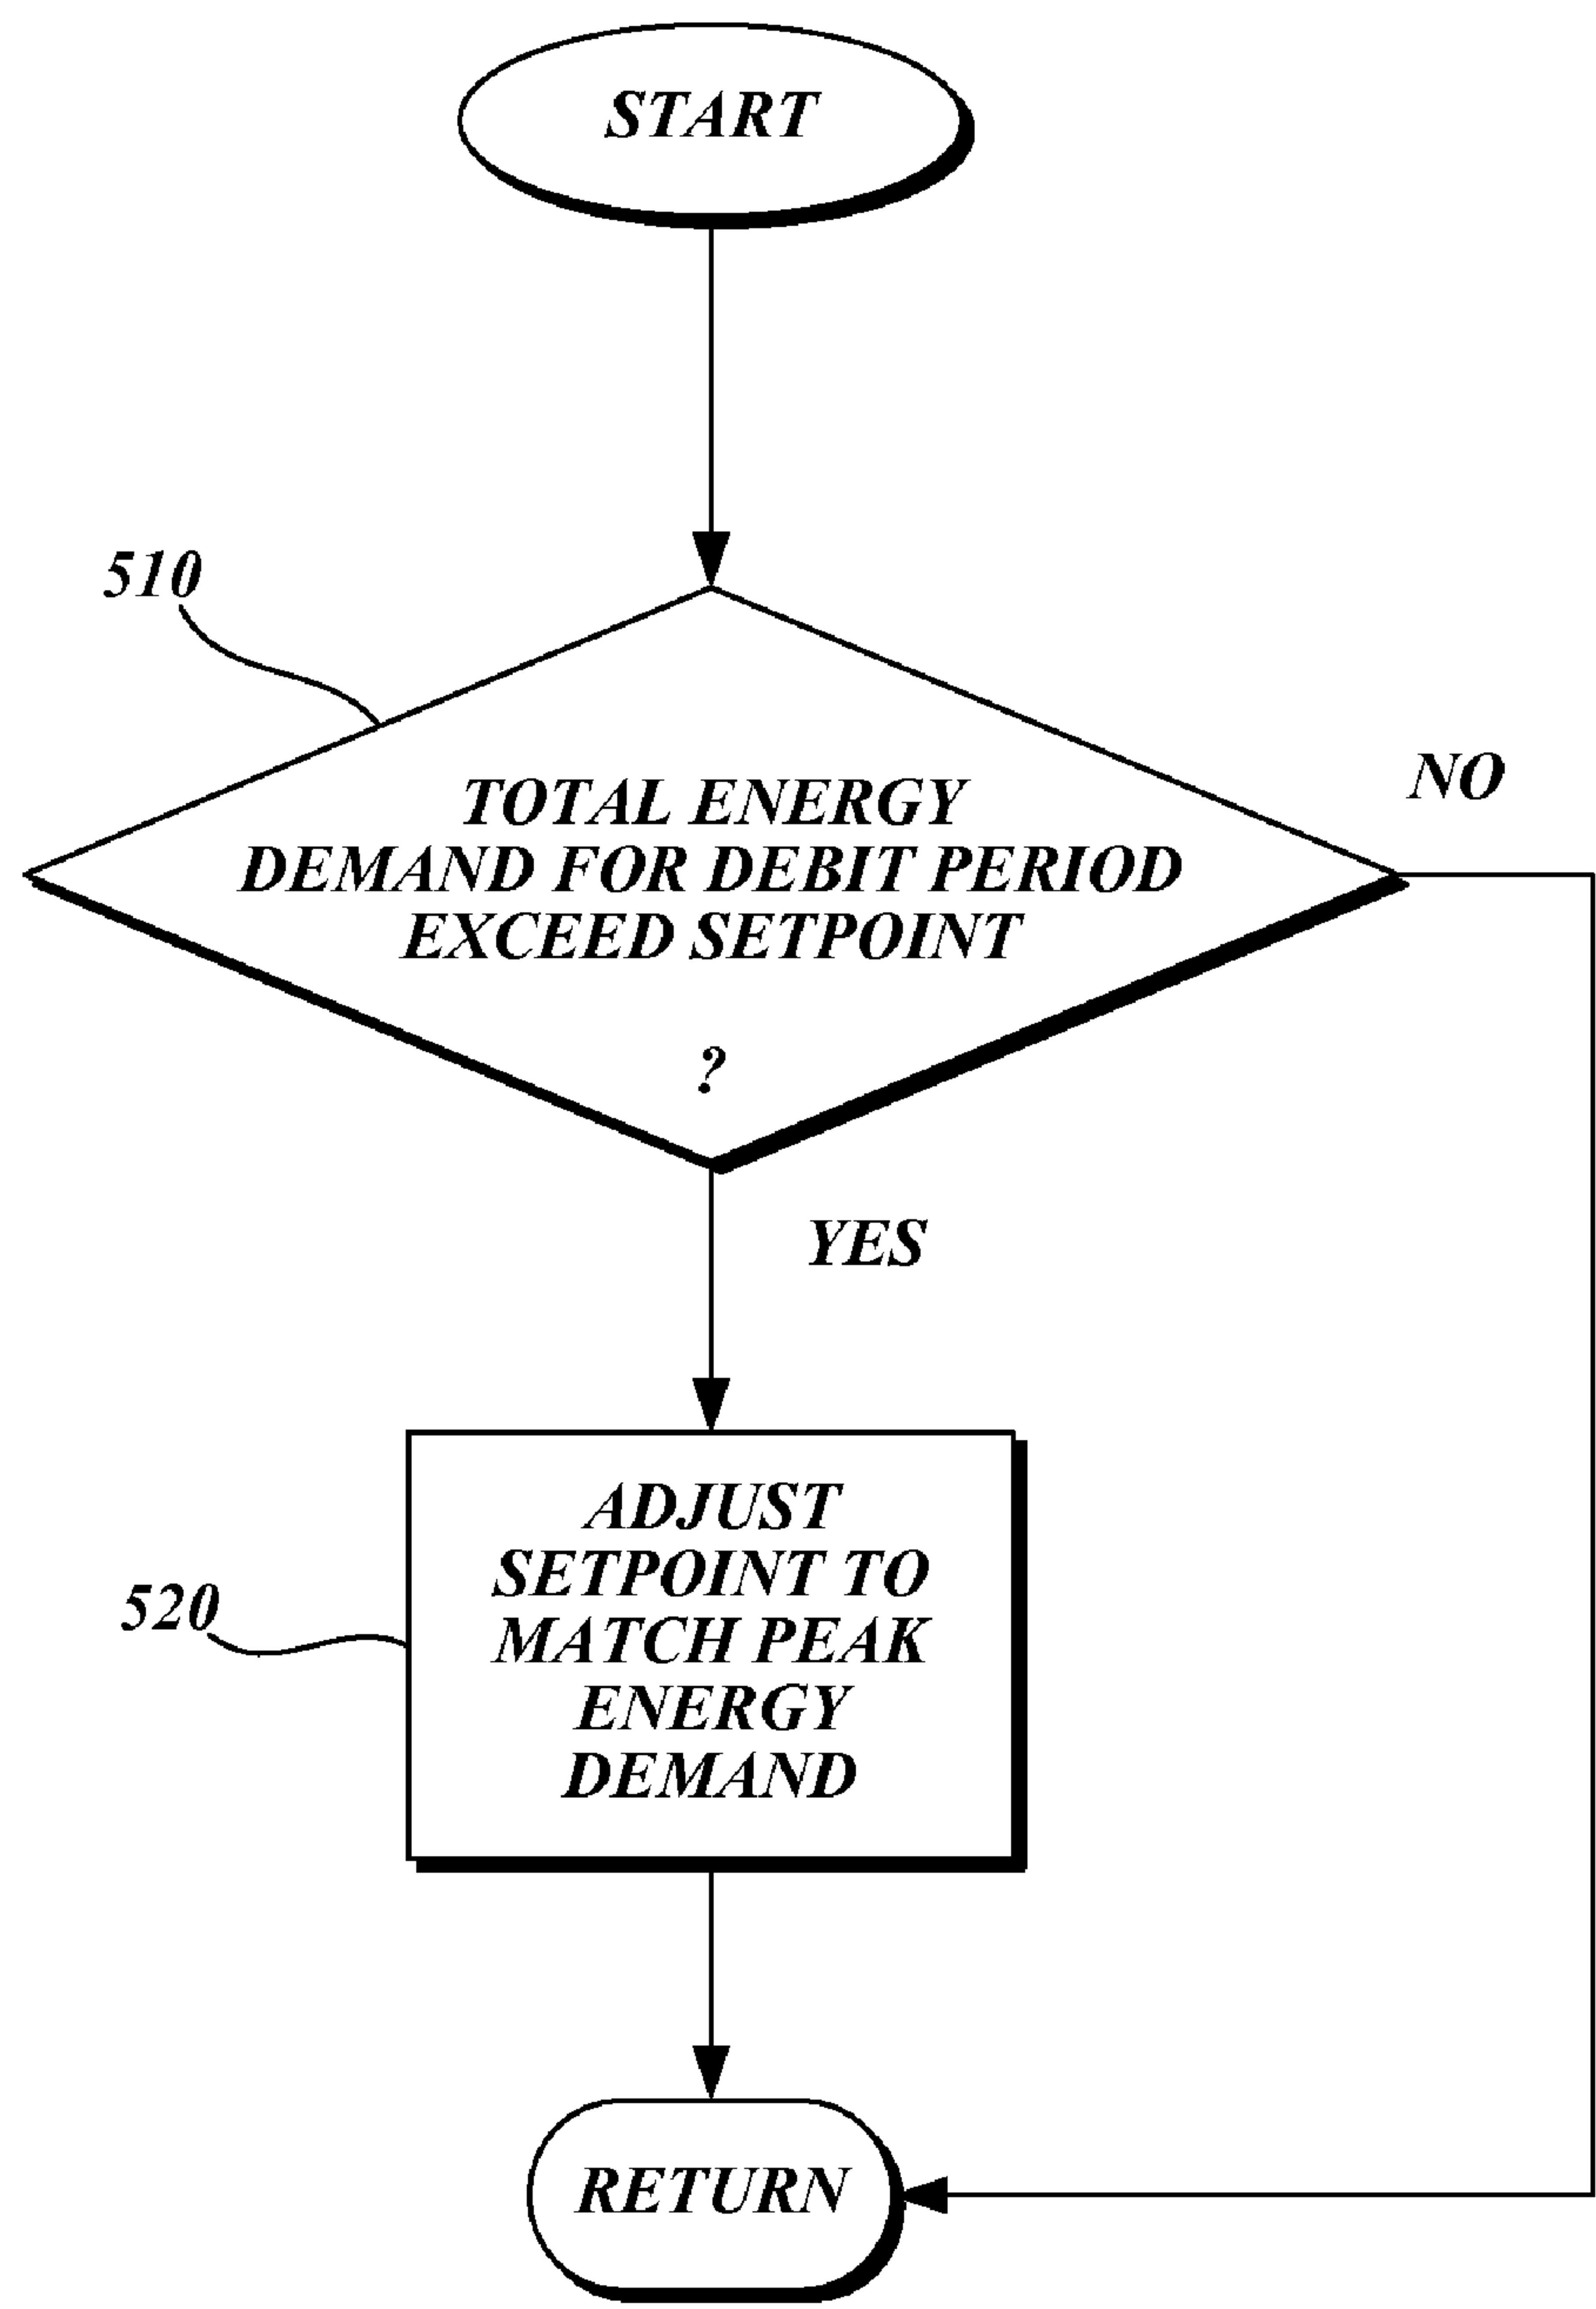 START
510
TOTAL ENERGY
DEMAND FOR DEBIT PERIOD
EXCEED SETPOINT
?
NO
YES
520
ADJUST
SETPOINT TO
MATCH PEAK
ENERGY
DEMAND
RETURN